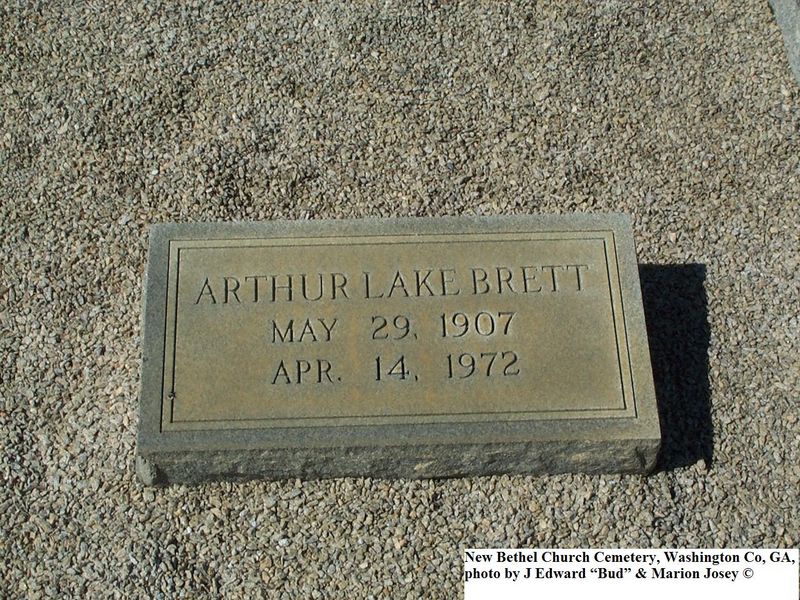 ARTHUR LAKE BRETT
MAY 29, 1907
APR. 14, 1972
New Bethel Church Cemetery, Washington Co, GA,
photo by J Edward “Bud” & Marion Josey ©